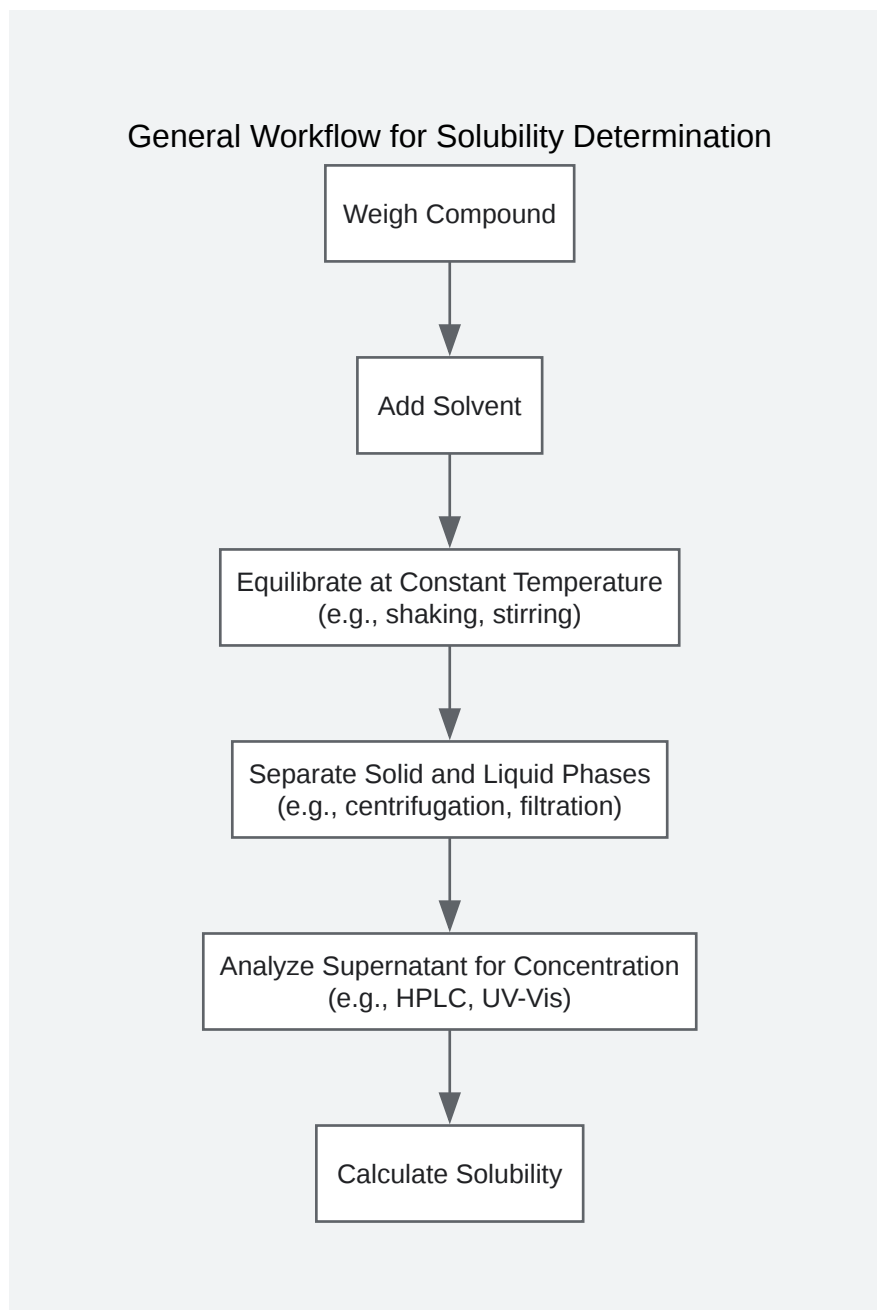 General Workflow for Solubility Determination
Weigh Compound
Add Solvent
Equilibrate at Constant Temperature
(e.g., shaking, stirring)
Separate Solid and Liquid Phases
(e.g., centrifugation, filtration)
Analyze Supernatant for Concentration
(e.g., HPLC, UV-Vis)
Calculate Solubility